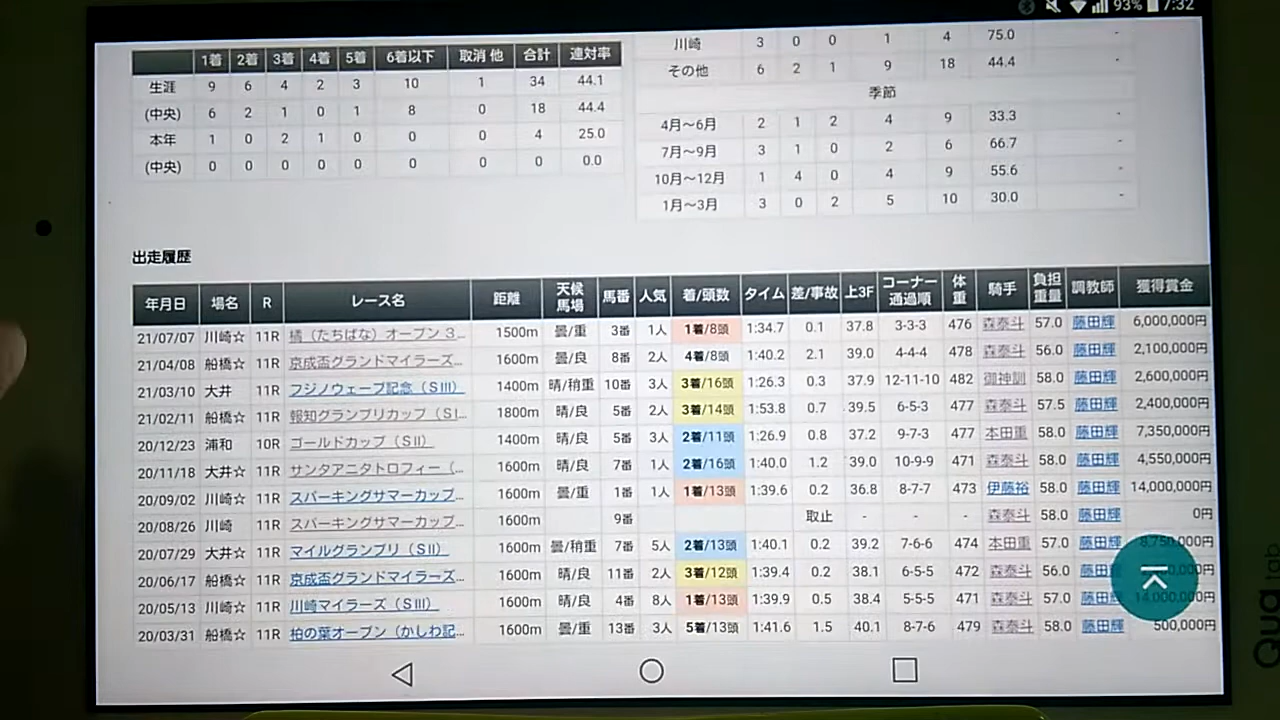 93% 7:32
1着 2着 3着 4着 5着 6着以下 取消 他 合計 連対率
生涯 9 6 4 2 3 10 1 34 44.1
(中央) 6 2 1 0 1 8 0 18 44.4
本年 1 0 2 1 0 0 0 4 25.0
(中央) 0 0 0 0 0 0 0 0 0.0
川崎 3 0 0 1 4 75.0 -
その他 6 2 1 9 18 44.4 -
季節
4月～6月 2 1 2 4 9 33.3 -
7月～9月 3 1 0 2 6 66.7 -
10月～12月 1 4 0 4 9 55.6 -
1月～3月 3 0 2 5 10 30.0 -
出走履歴
年月日 場名 R レース名 距離 天候馬場 馬番 人気 着/頭数 タイム 差/事故 上3F コーナー通過順 体重 騎手 負担重量 調教師 獲得賞金
21/07/07 川崎☆ 11R 橘（たちばな）オープン３... 1500m 曇/重 3番 1人 1着/8頭 1:34.7 0.1 37.8 3-3-3 476 森泰斗 57.0 藤田輝 6,000,000円
21/04/08 船橋☆ 11R 京成盃グランドマイラーズ... 1600m 曇/良 8番 2人 4着/8頭 1:40.2 2.1 39.0 4-4-4 478 森泰斗 56.0 藤田輝 2,100,000円
21/03/10 大井 11R フジノウェーブ記念（ＳⅢ） 1400m 晴/稍重 10番 3人 3着/16頭 1:26.3 0.3 37.9 12-11-10 482 御神訓 58.0 藤田輝 2,600,000円
21/02/11 船橋☆ 11R 報知グランプリカップ（ＳⅠ... 1800m 晴/良 5番 2人 3着/14頭 1:53.8 0.7 39.5 6-5-3 477 森泰斗 57.5 藤田輝 2,400,000円
20/12/23 浦和 10R ゴールドカップ（ＳⅡ） 1400m 晴/良 5番 3人 2着/11頭 1:26.9 0.8 37.2 9-7-3 477 本田重 58.0 藤田輝 7,350,000円
20/11/18 大井☆ 11R サンタアニタトロフィー（... 1600m 晴/良 7番 1人 2着/16頭 1:40.0 1.2 39.0 10-9-9 471 森泰斗 58.0 藤田輝 4,550,000円
20/09/02 川崎☆ 11R スパーキングサマーカップ... 1600m 曇/重 1番 1人 1着/13頭 1:39.6 0.2 36.8 8-7-7 473 伊藤裕 58.0 藤田輝 14,000,000円
20/08/26 川崎 11R スパーキングサマーカップ... 1600m 9番 取止 - - - 森泰斗 58.0 藤田輝 0円
20/07/29 大井☆ 11R マイルグランプリ（ＳⅡ） 1600m 曇/稍重 7番 5人 2着/13頭 1:40.1 0.2 39.2 7-6-6 474 本田重 57.0 藤田輝 8,750,000円
20/06/17 船橋☆ 11R 京成盃グランドマイラーズ... 1600m 晴/良 11番 2人 3着/12頭 1:39.4 0.2 38.1 6-5-5 472 森泰斗 56.0 藤田
20/05/13 川崎☆ 11R 川崎マイラーズ（ＳⅢ） 1600m 晴/良 4番 8人 1着/13頭 1:39.9 0.5 38.4 5-5-5 471 森泰斗 57.0 藤田輝 14,000,000円
20/03/31 船橋☆ 11R 柏の葉オープン（かしわ記... 1600m 曇/重 13番 3人 5着/13頭 1:41.6 1.5 40.1 8-7-6 479 森泰斗 58.0 藤田輝 500,000円
Qua tab